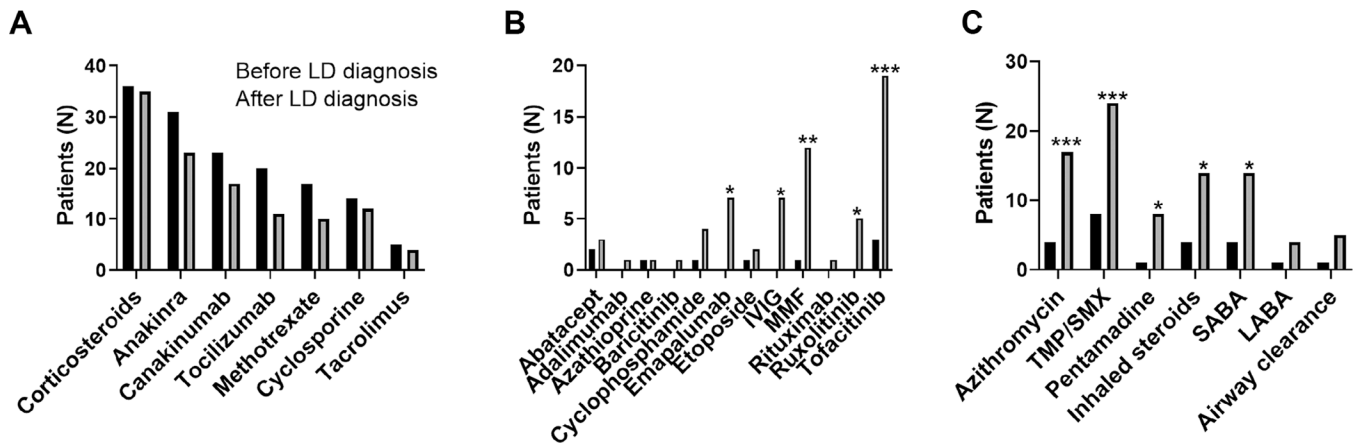 A
Patients (N)
40
30
20
10
0
Before LD diagnosis
After LD diagnosis
Corticosteroids
Anakinra
Canakinumab
Tocilizumab
Methotrexate
Cyclosporine
Tacrolimus
B
Patients (N)
20
15
10
5
0
*
*
**
*
***
Abatacept
Adalimumab
Azathioprine
Baricitinib
Cyclophosphamide
Emapalumab
Etoposide
iVIG
MMF
Rituximab
Ruxolitinib
Tofacitinib
C
Patients (N)
30
20
10
0
***
***
*
*
*
Azithromycin
TMP/SMX
Pentamadine
Inhaled steroids
SABA
LABA
Airway clearance